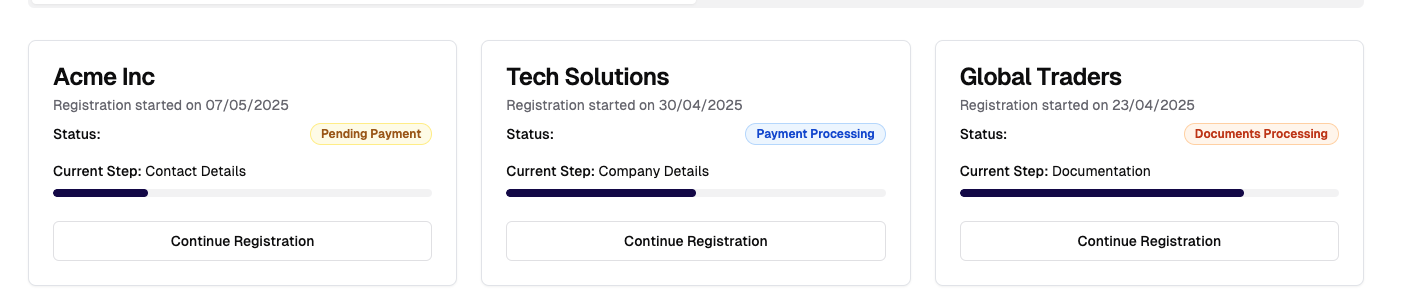 Acme Inc
Registration started on 07/05/2025
Status: Pending Payment
Current Step: Contact Details
Continue Registration
Tech Solutions
Registration started on 30/04/2025
Status: Payment Processing
Current Step: Company Details
Continue Registration
Global Traders
Registration started on 23/04/2025
Status: Documents Processing
Current Step: Documentation
Continue Registration